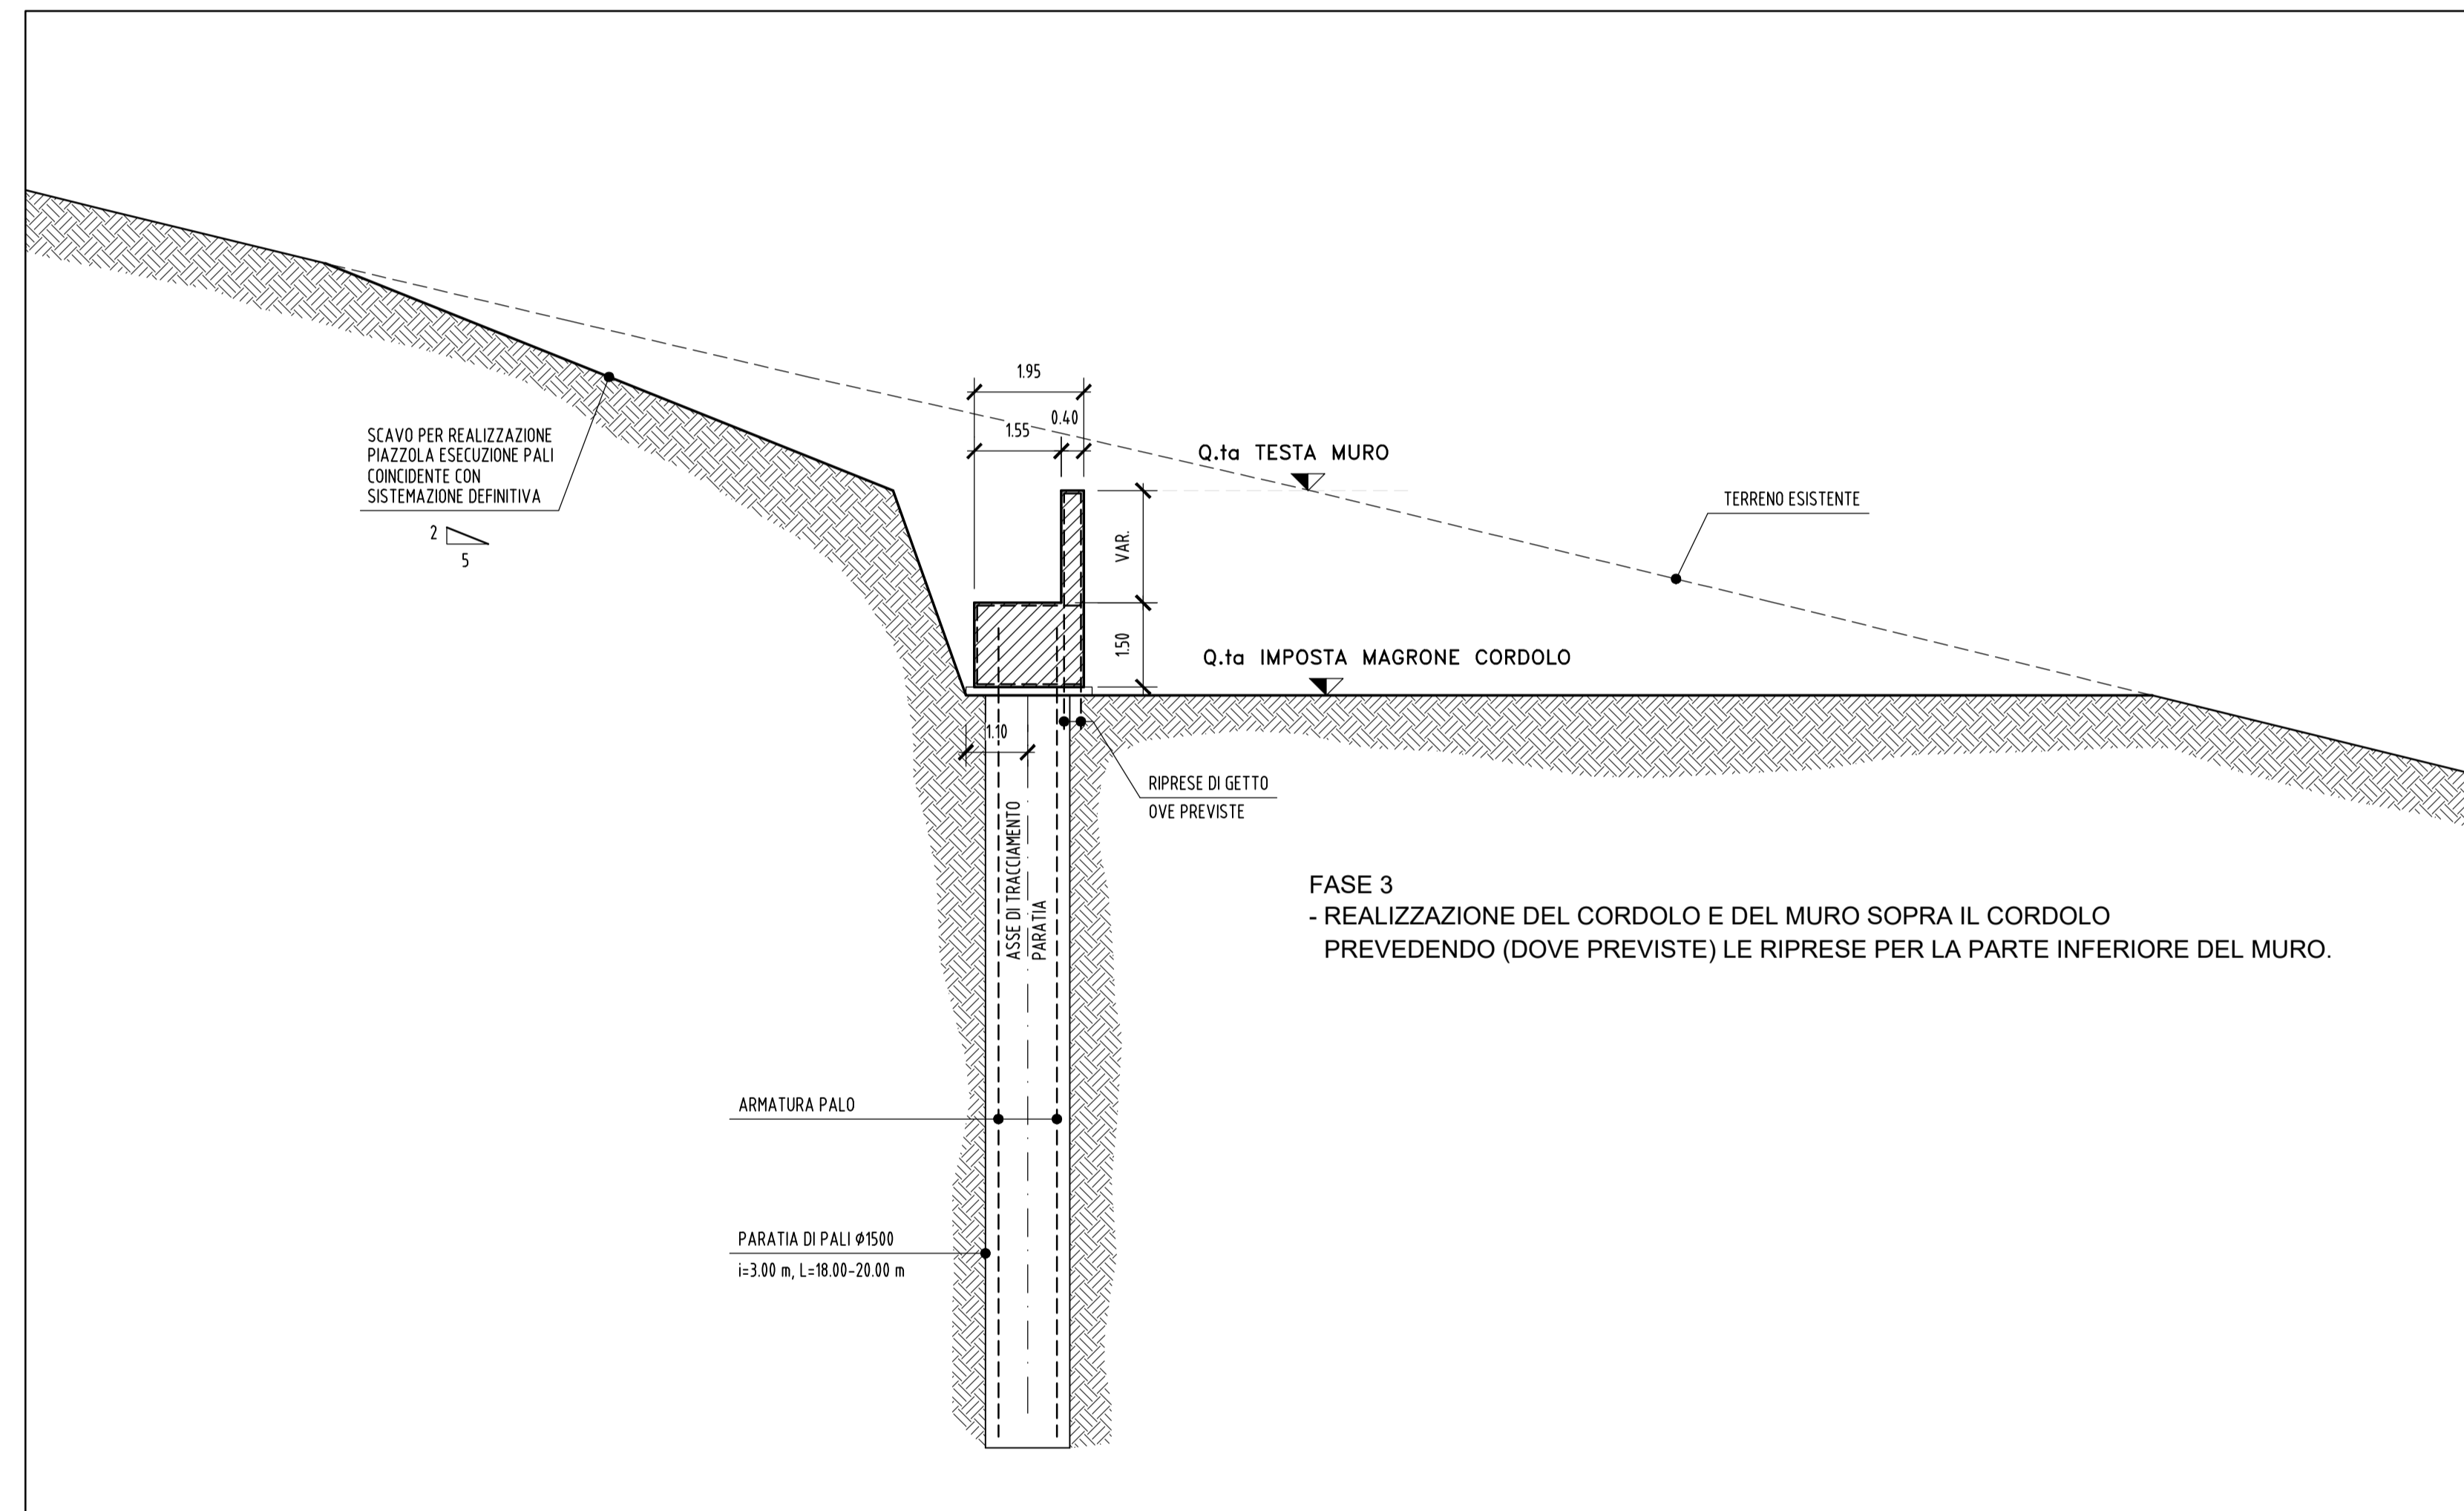 1.95
0.40
1.55
Q.ta TESTA MURO
SCAVO PER REALIZZAZIONE
PIAZZOLA ESECUZIONE PALI
COINCIDENTE CON
SISTEMAZIONE DEFINITIVA
2
5
TERRENO ESISTENTE
VAR.
1.50
Q.ta IMPOSTA MAGRONE CORDOLO
1.10
RIPRESE DI GETTO
OVE PREVISTE
ASSE DI TRACCIAMENTO
PARATIA
FASE 3
- REALIZZAZIONE DEL CORDOLO E DEL MURO SOPRA IL CORDOLO
PREVEDENDO (DOVE PREVISTE) LE RIPRESE PER LA PARTE INFERIORE DEL MURO.
ARMATURA PALO
PARATIA DI PALI ϕ1500
i=3.00 m, L=18.00-20.00 m